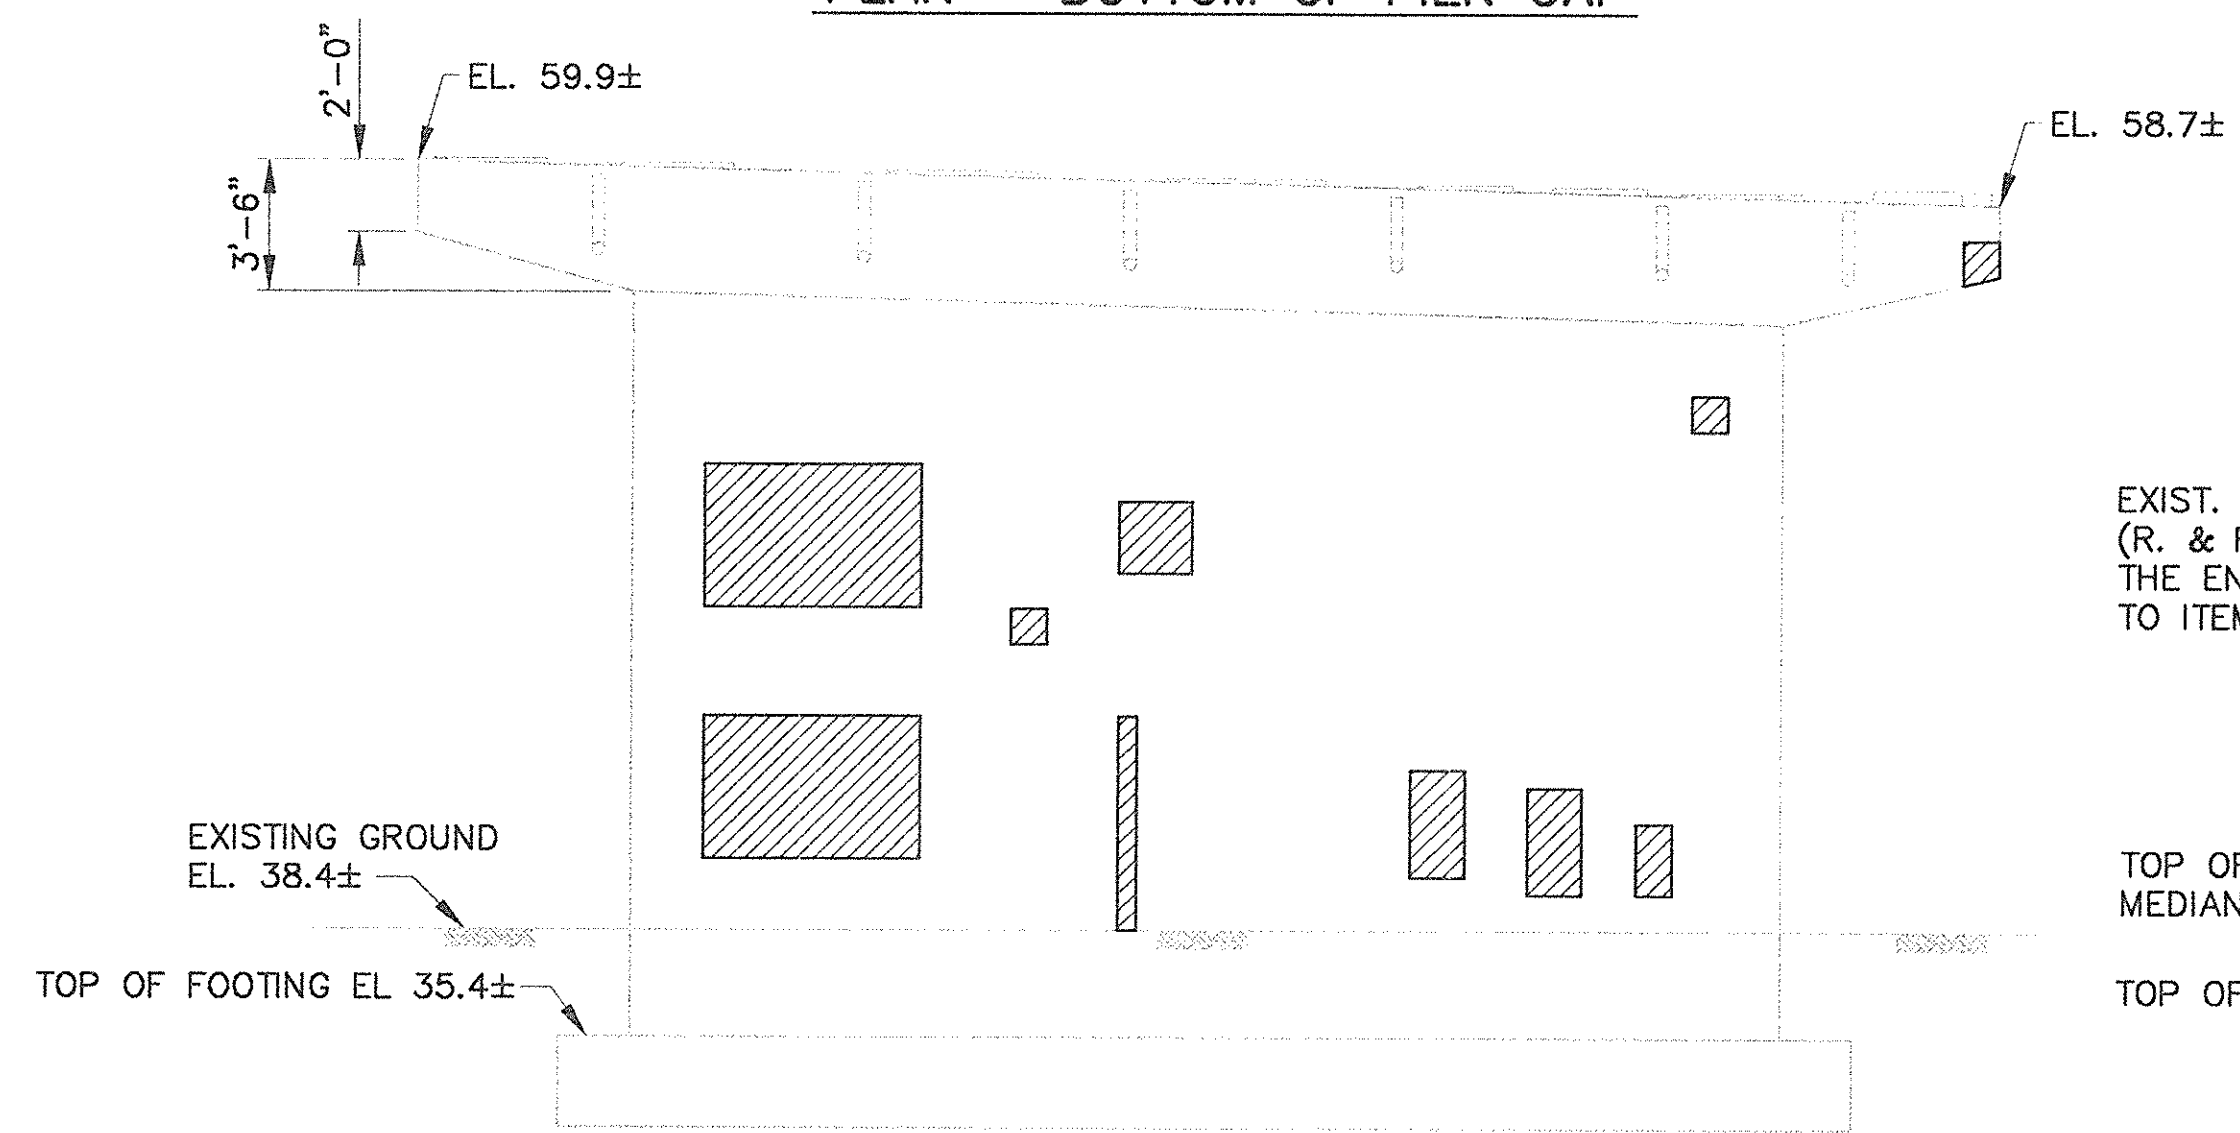 2'-0"
EL. 59.9±
EL. 58.7±
3'-6"
EXIST.
(R. & 
THE EN
TO ITEM
EXISTING GROUND
EL. 38.4±
TOP OF
MEDIAN
TOP OF FOOTING EL 35.4±
TOP OF